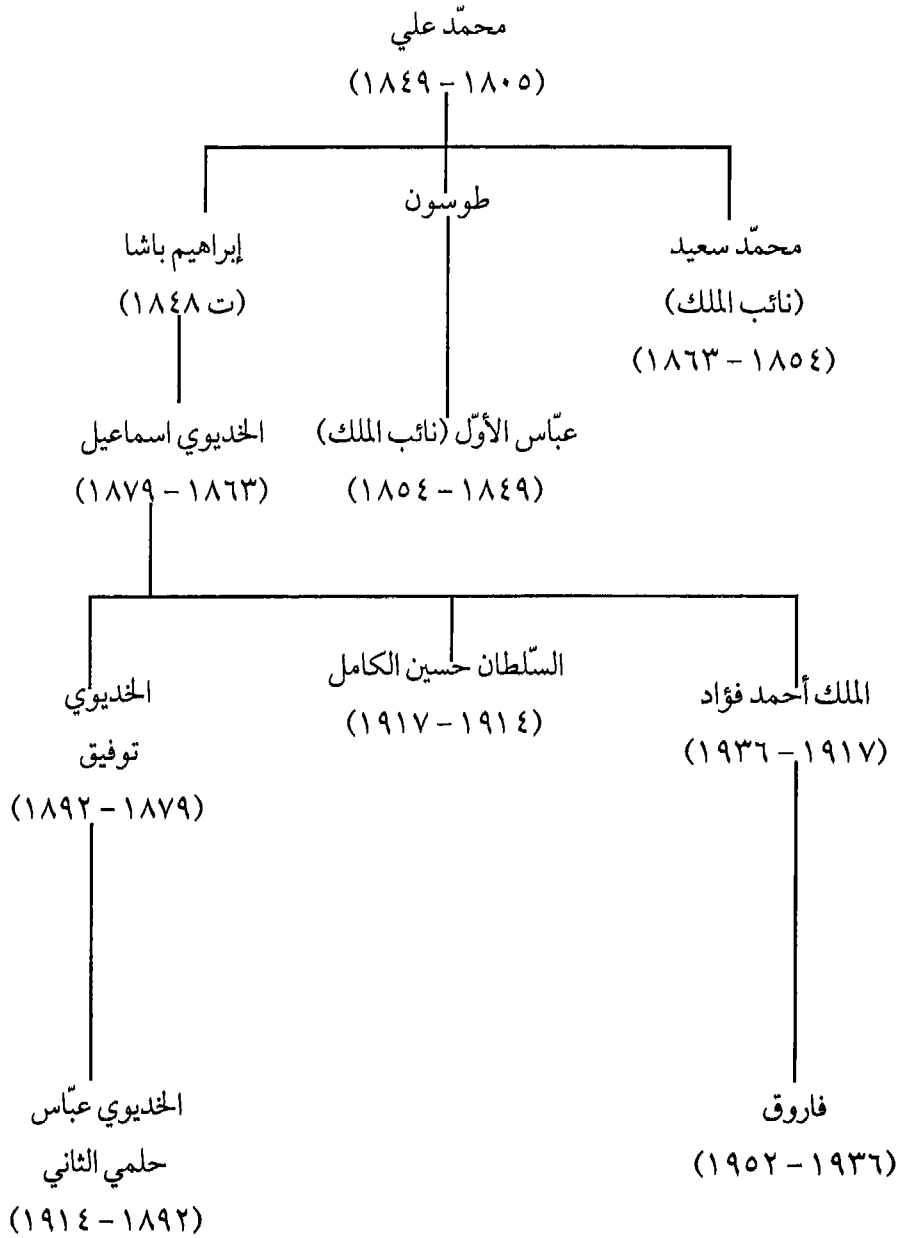 محمّد علي
(١٨٠٥ – ١٨٤٩)
طوسون
محمّد سعيد
(نائب الملك)
(١٨٥٤ – ١٨٦٣)
إبراهيم باشا
(ت ١٨٤٨)
عبّاس الأوّل (نائب الملك)
(١٨٤٩ – ١٨٥٤)
الخديوي اسماعيل
(١٨٦٣ – ١٨٧٩)
الملك أحمد فؤاد
(١٩١٧ – ١٩٣٦)
السّلطان حسين الكامل
(١٩١٤ – ١٩١٧)
الخديوي
توفيق
(١٨٧٩ – ١٨٩٢)
فاروق
(١٩٣٦ – ١٩٥٢)
الخديوي عبّاس
حلمي الثاني
(١٨٩٢ – ١٩١٤)